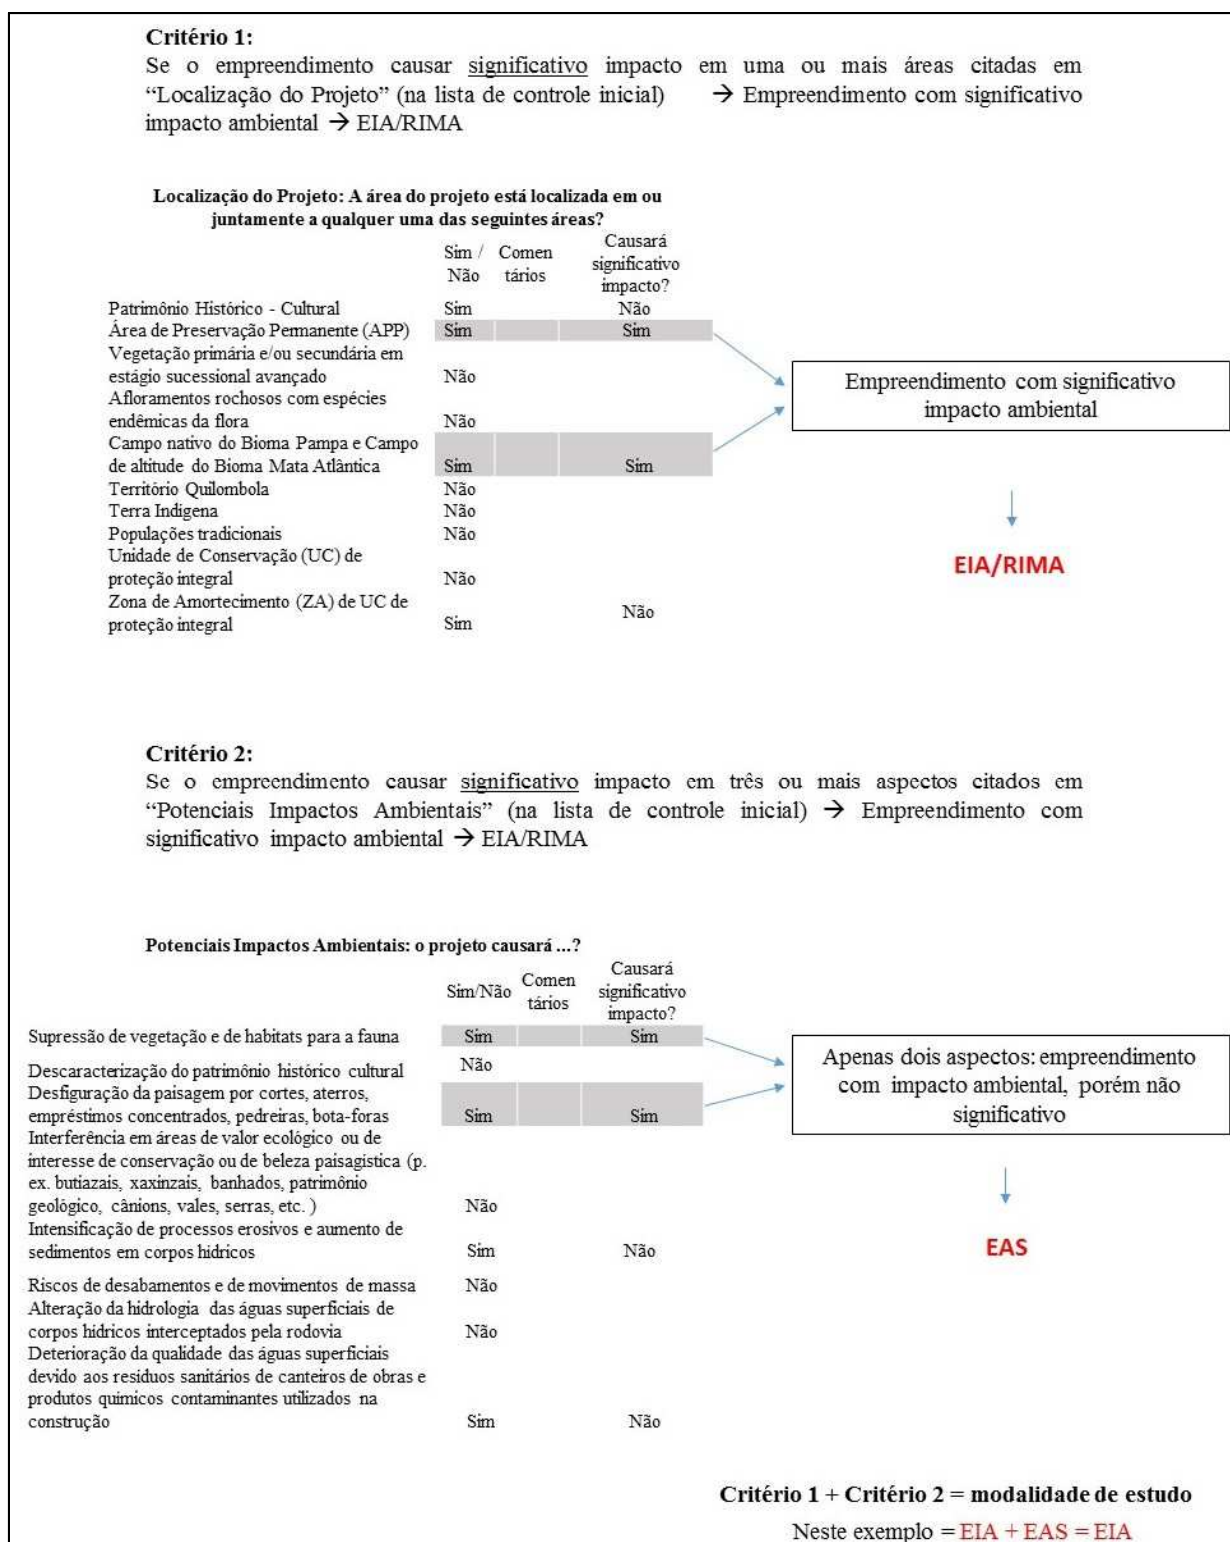 Critério 1:
Se o empreendimento causar significativo impacto em uma ou mais áreas citadas em
“Localização do Projeto” (na lista de controle inicial) → Empreendimento com significativo
impacto ambiental → EIA/RIMA
Localização do Projeto: A área do projeto está localizada em ou
juntamente a qualquer uma das seguintes áreas?
Sim / Não Comen tários Causará significativo impacto?
Patrimônio Histórico - Cultural Sim Não
Área de Preservação Permanente (APP) Sim Sim
Vegetação primária e/ou secundária em
estágio sucessional avançado Não
Afloramentos rochosos com espécies
endêmicas da flora Não
Campo nativo do Bioma Pampa e Campo
de altitude do Bioma Mata Atlântica Sim Sim
Território Quilombola Não
Terra Indigena Não
Populações tradicionais Não
Unidade de Conservação (UC) de
proteção integral Não
Zona de Amortecimento (ZA) de UC de
proteção integral Sim Não
Empreendimento com significativo
impacto ambiental
EIA/RIMA
Critério 2:
Se o empreendimento causar significativo impacto em três ou mais aspectos citados em
“Potenciais Impactos Ambientais” (na lista de controle inicial) → Empreendimento com
significativo impacto ambiental → EIA/RIMA
Potenciais Impactos Ambientais: o projeto causará ...?
Sim/Não Comen tários Causará significativo impacto?
Supressão de vegetação e de habitats para a fauna Sim Sim
Descaracterização do patrimônio histórico cultural Não
Desfiguração da paisagem por cortes, aterros,
empréstimos concentrados, pedreiras, bota-foras Sim Sim
Interferência em áreas de valor ecológico ou de
interesse de conservação ou de beleza paisagística (p.
ex. butiazais, xaxinzais, banhados, patrimônio
geológico, cânions, vales, serras, etc. ) Não
Intensificação de processos erosivos e aumento de
sedimentos em corpos hídricos Sim Não
Riscos de desabamentos e de movimentos de massa Não
Alteração da hidrologia das águas superficiais de
corpos hídricos interceptados pela rodovia Não
Deterioração da qualidade das águas superficiais
devido aos resíduos sanitários de canteiros de obras e
produtos químicos contaminantes utilizados na
construção Sim Não
Apenas dois aspectos: empreendimento
com impacto ambiental, porém não
significativo
EAS
Critério 1 + Critério 2 = modalidade de estudo
Neste exemplo = EIA + EAS = EIA